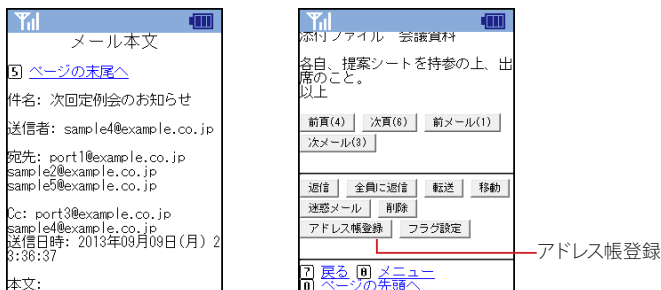 メール本文
5 ページの末尾へ
件名: 次回定例会のお知らせ
送信者: sample4@example.co.jp
宛先: port1@example.co.jp
sample2@example.co.jp
sample5@example.co.jp
Cc: port3@example.co.jp
sample4@example.co.jp
送信日時: 2013年09月09日(月) 2
3:36:37
本文:
添付ファイル 会議資料
各自、提案シートを持参の上、出
席のこと。
以上
前頁(4) 次頁(6) 前メール(1)
次メール(3)
返信 全員に返信 転送 移動
迷惑メール 削除
アドレス帳登録 フラグ設定
アドレス帳登録
7 戻る 8 メニュー
0 ページの先頭へ